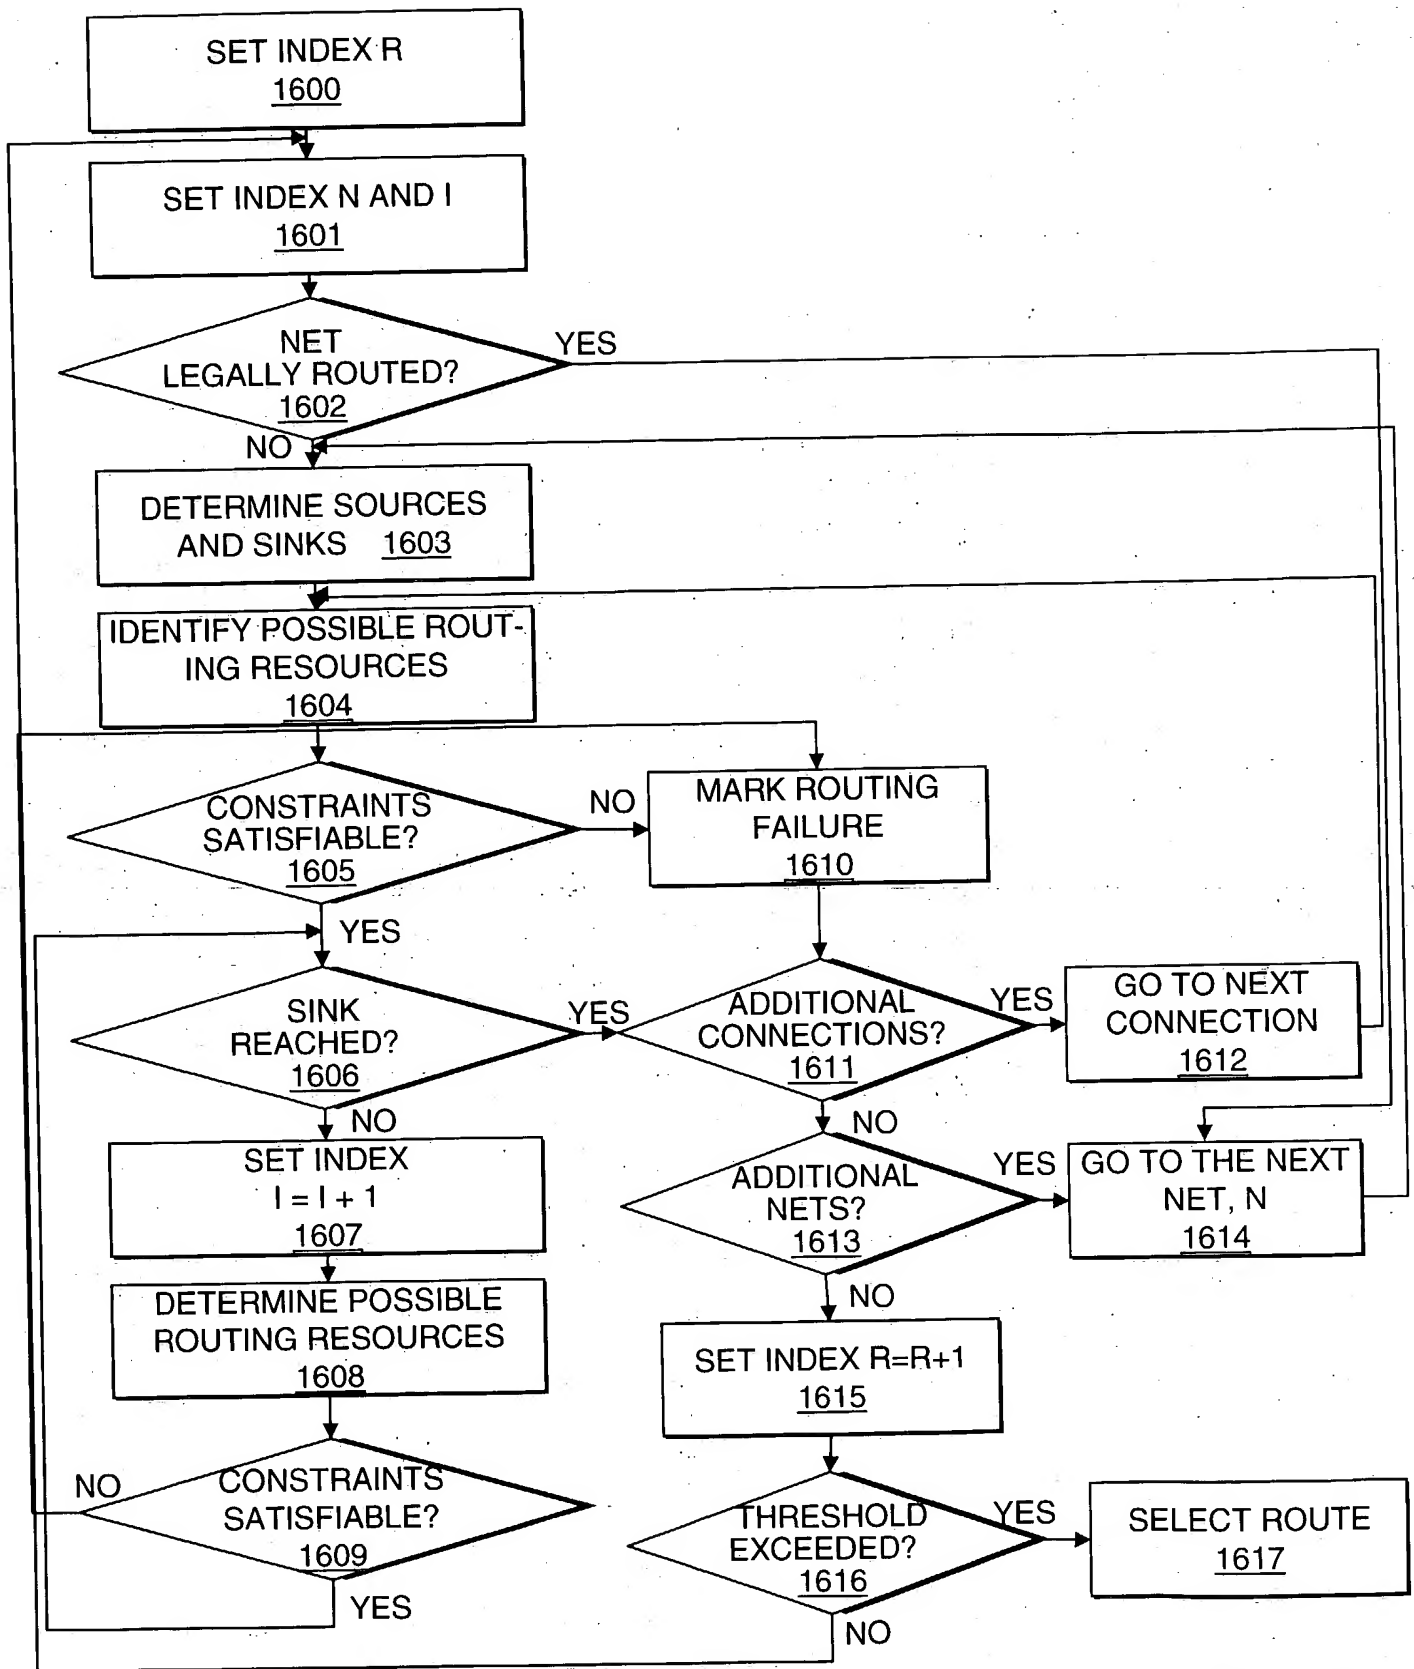 SET INDEX R
1600
SET INDEX N AND I
1601
NET
LEGALLY ROUTED?
1602
YES
NO
DETERMINE SOURCES
AND SINKS 1603
IDENTIFY POSSIBLE ROUT-
ING RESOURCES
1604
CONSTRAINTS
SATISFIABLE?
1605
NO
MARK ROUTING
FAILURE
1610
YES
SINK
REACHED?
1606
YES
ADDITIONAL
CONNECTIONS?
1611
YES
GO TO NEXT
CONNECTION
1612
NO
NO
SET INDEX
I = I + 1
1607
ADDITIONAL
NETS?
1613
YES
GO TO THE NEXT
NET, N
1614
DETERMINE POSSIBLE
ROUTING RESOURCES
1608
NO
SET INDEX R=R+1
1615
NO
CONSTRAINTS
SATISFIABLE?
1609
YES
THRESHOLD
EXCEEDED?
1616
YES
SELECT ROUTE
1617
NO